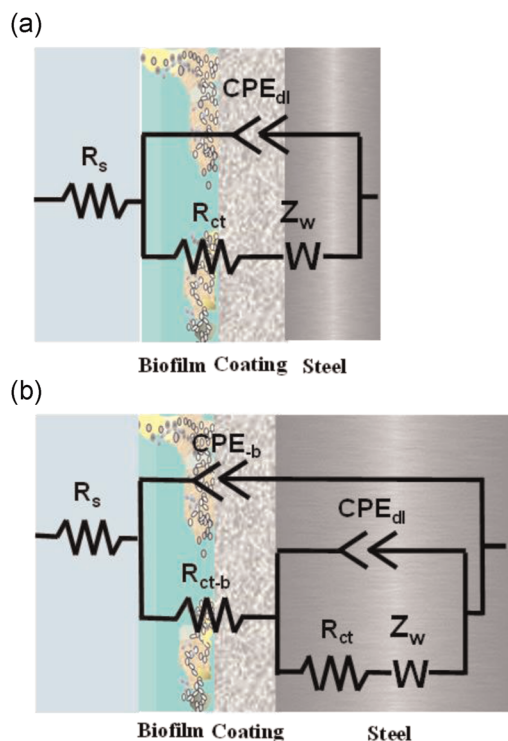 (a)
CPEdl
Rs
Rct
Zw
W
Biofilm Coating Steel
(b)
CPE-b
Rs
CPEdl
Rct-b
Rct
Zw
W
Biofilm Coating Steel